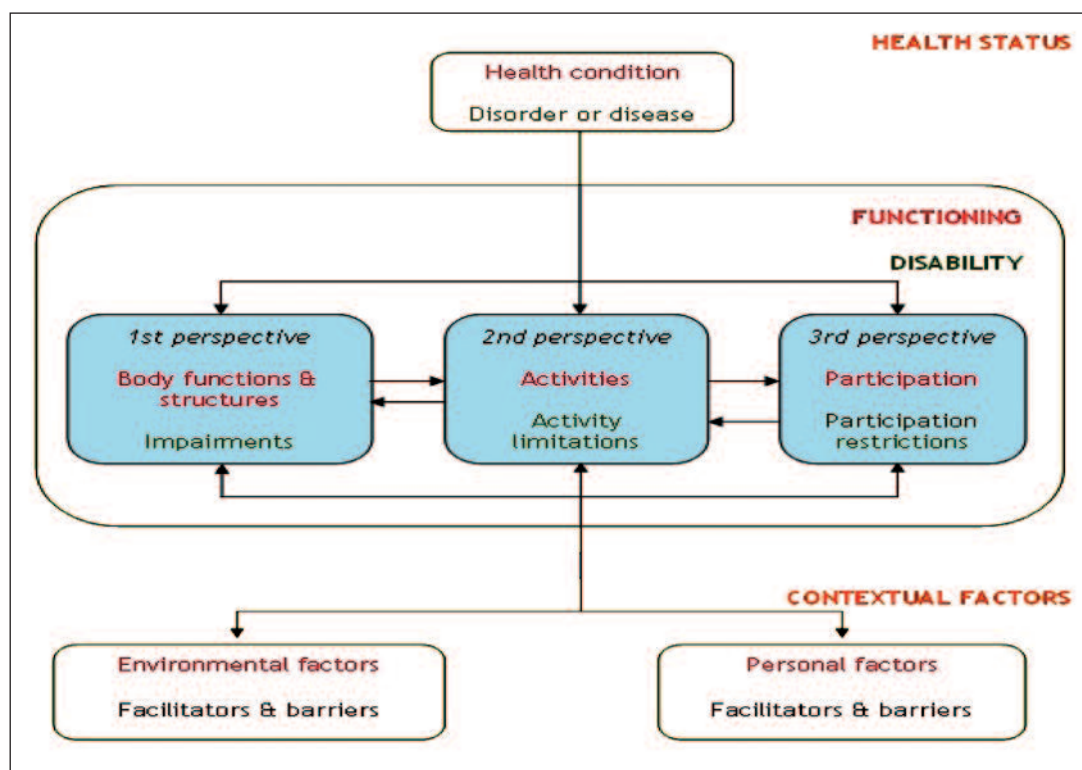 HEALTH STATUS
Health condition
Disorder or disease
FUNCTIONING
DISABILITY
1st perspective
Body functions &
structures
Impairments
2nd perspective
Activities
Activity
limitations
3rd perspective
Participation
Participation
restrictions
CONTEXTUAL FACTORS
Environmental factors
Facilitators & barriers
Personal factors
Facilitators & barriers